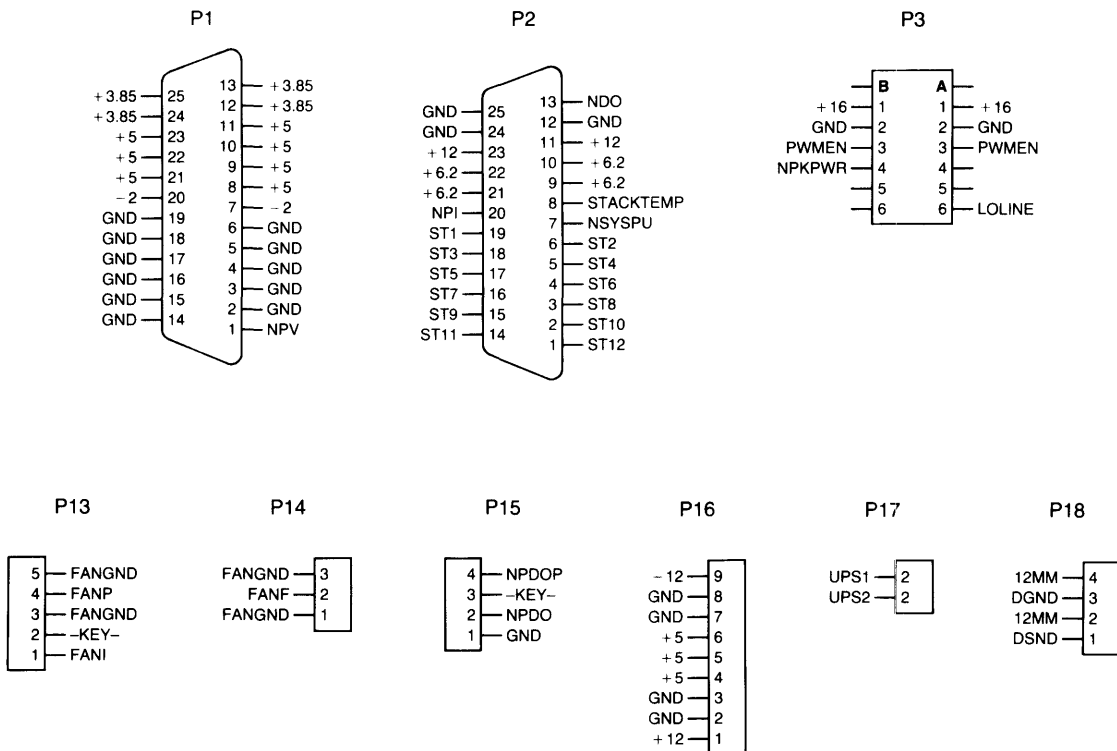 P1
P2
P3
+3.85 25
+3.85 24
+5 23
+5 22
+5 21
-2 20
GND 19
GND 18
GND 17
GND 16
GND 15
GND 14
13 +3.85
12 +3.85
11 +5
10 +5
9 +5
8 +5
7 -2
6 GND
5 GND
4 GND
3 GND
2 GND
1 NPV
GND 25
GND 24
+12 23
+6.2 22
+6.2 21
NPI 20
ST1 19
ST3 18
ST5 17
ST7 16
ST9 15
ST11 14
13 NDO
12 GND
11 +12
10 +6.2
9 +6.2
8 STACKTEMP
7 NSYSPU
6 ST2
5 ST4
4 ST6
3 ST8
2 ST10
1 ST12
B A
+16 1 1 +16
GND 2 2 GND
PWMEN 3 3 PWMEN
NPKPWR 4 4
5 5
6 6 LOLINE
P13
P14
P15
P16
P17
P18
5 FANGND
4 FANP
3 FANGND
2 -KEY-
1 FANI
FANGND 3
FANF 2
FANGND 1
4 NPDOP
3 -KEY-
2 NPDO
1 GND
-12 9
GND 8
GND 7
+5 6
+5 5
+5 4
GND 3
GND 2
+12 1
UPS1 2
UPS2 2
12MM 4
DGND 3
12MM 2
DSND 1